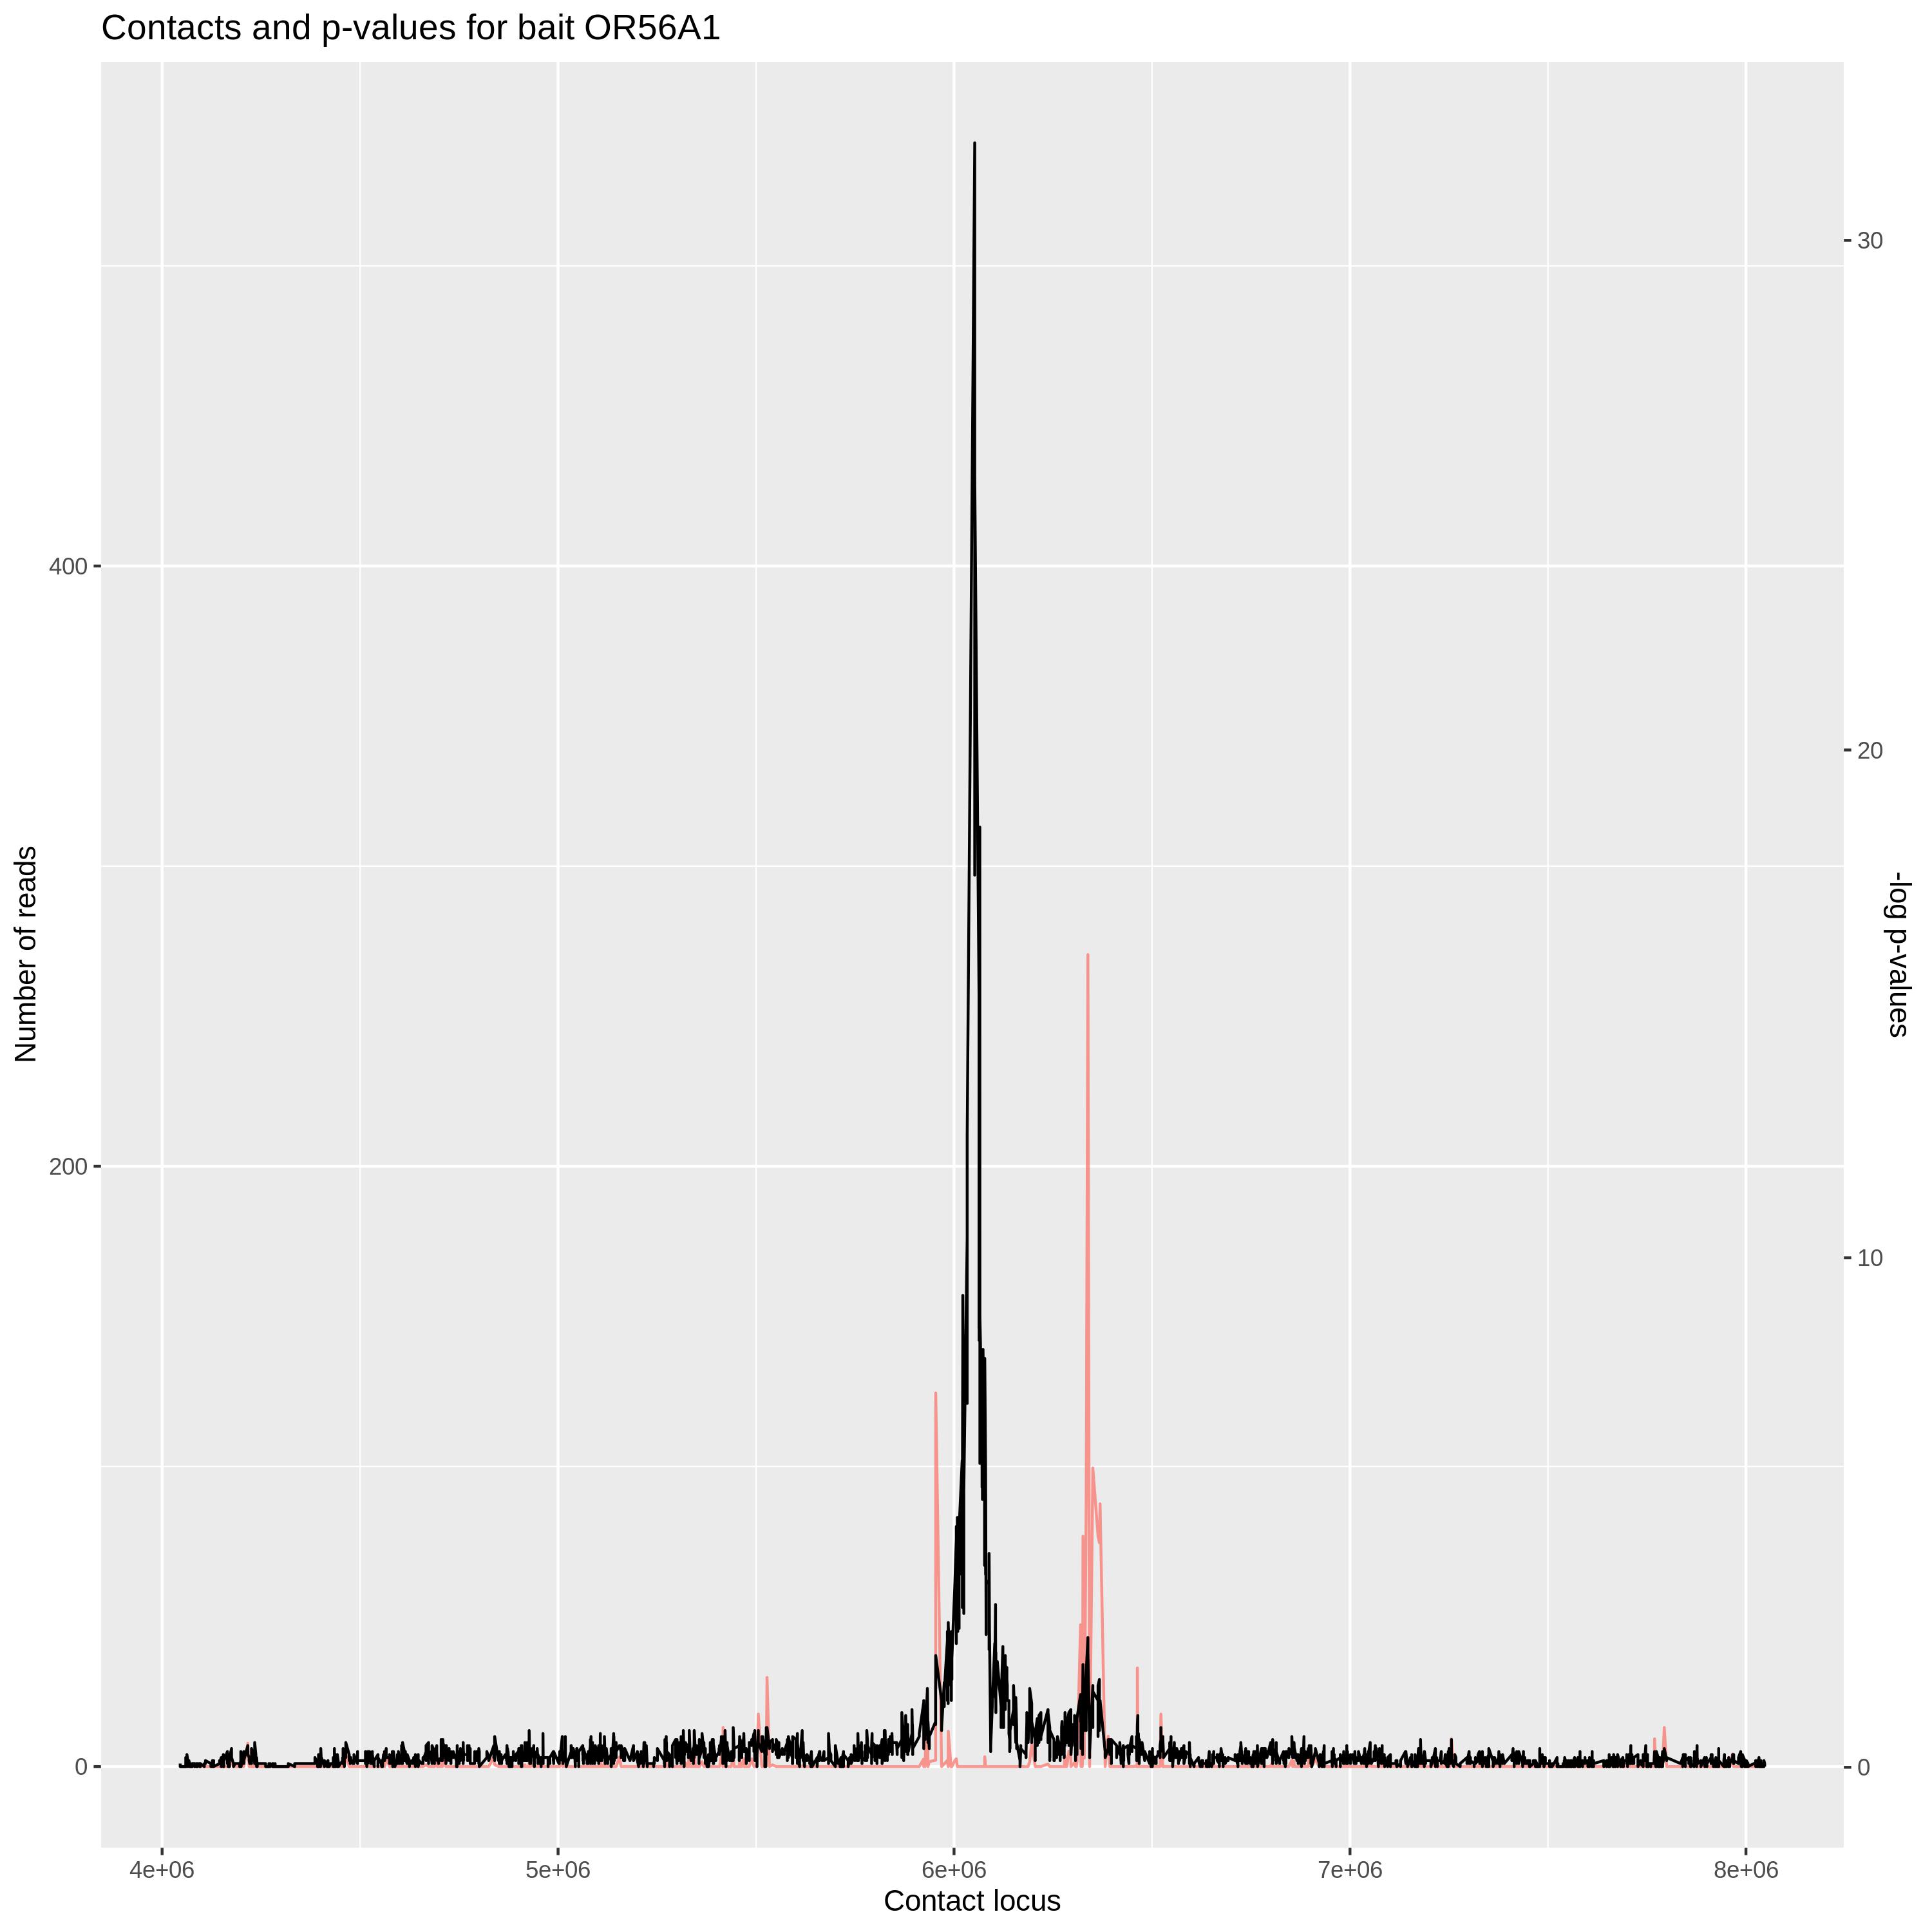 Contacts and p-values for bait OR56A1
Number of reads
400
200
0
30
20
10
0
-log p-values
4e+06 5e+06 6e+06 7e+06 8e+06
Contact locus